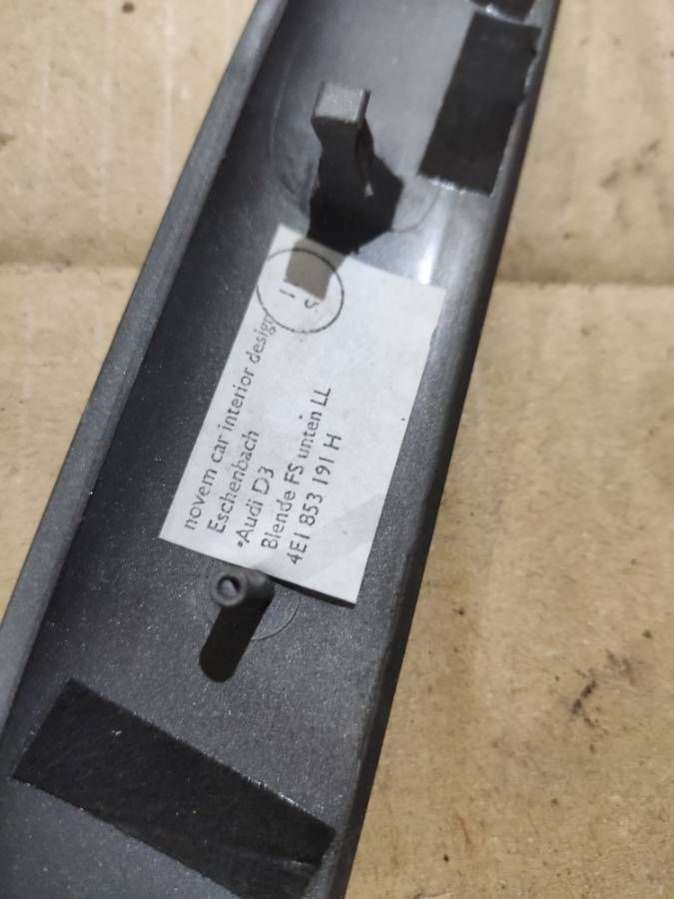 novem car interior design
Eschenbach
•Audi D3
Blende FS unten LL
4E1 853 191 H